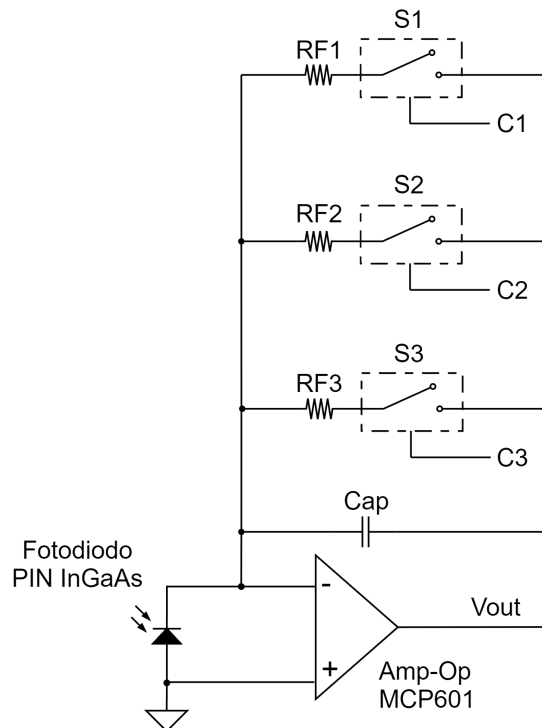 S1
RF1
C1
S2
RF2
C2
S3
RF3
C3
Cap
Fotodiodo
PIN InGaAs
-
+
Vout
Amp-Op
MCP601